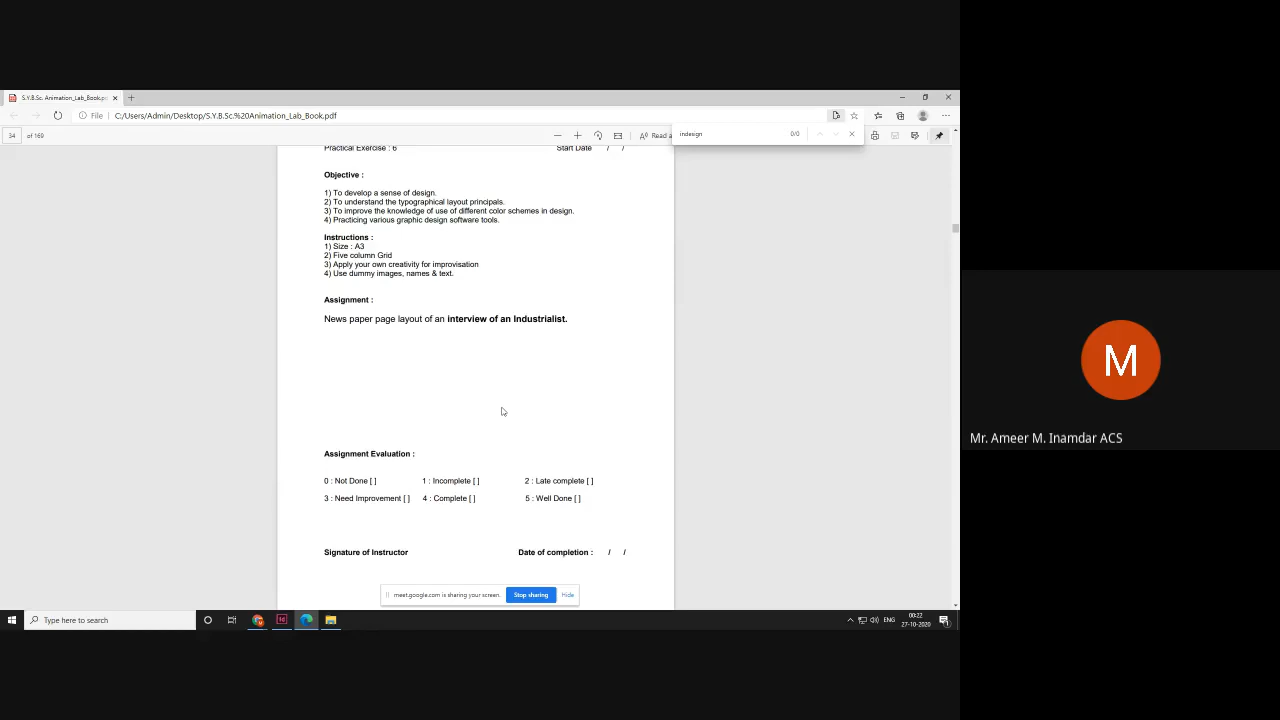 S.Y.B.Sc. Animation_Lab_Book.p
File C:/Users/Admin/Desktop/S.Y.B.Sc.%20Animation_Lab_Book.pdf
34 of 169
Read a
indesign 0/0
Practical Exercise : 6 Start Date / /
Objective :
1) To develop a sense of design.
2) To understand the typographical layout principals.
3) To improve the knowledge of use of different color schemes in design.
4) Practicing various graphic design software tools.
Instructions :
1) Size : A3
2) Five column Grid
3) Apply your own creativity for improvisation
4) Use dummy images, names & text.
Assignment :
News paper page layout of an interview of an Industrialist.
Assignment Evaluation :
0 : Not Done [ ] 1 : Incomplete [ ] 2 : Late complete [ ]
3 : Need Improvement [ ] 4 : Complete [ ] 5 : Well Done [ ]
Signature of Instructor Date of completion : / /
meet.google.com is sharing your screen. Stop sharing Hide
Type here to search
ENG
00:22
27-10-2020
M
Mr. Ameer M. Inamdar ACS